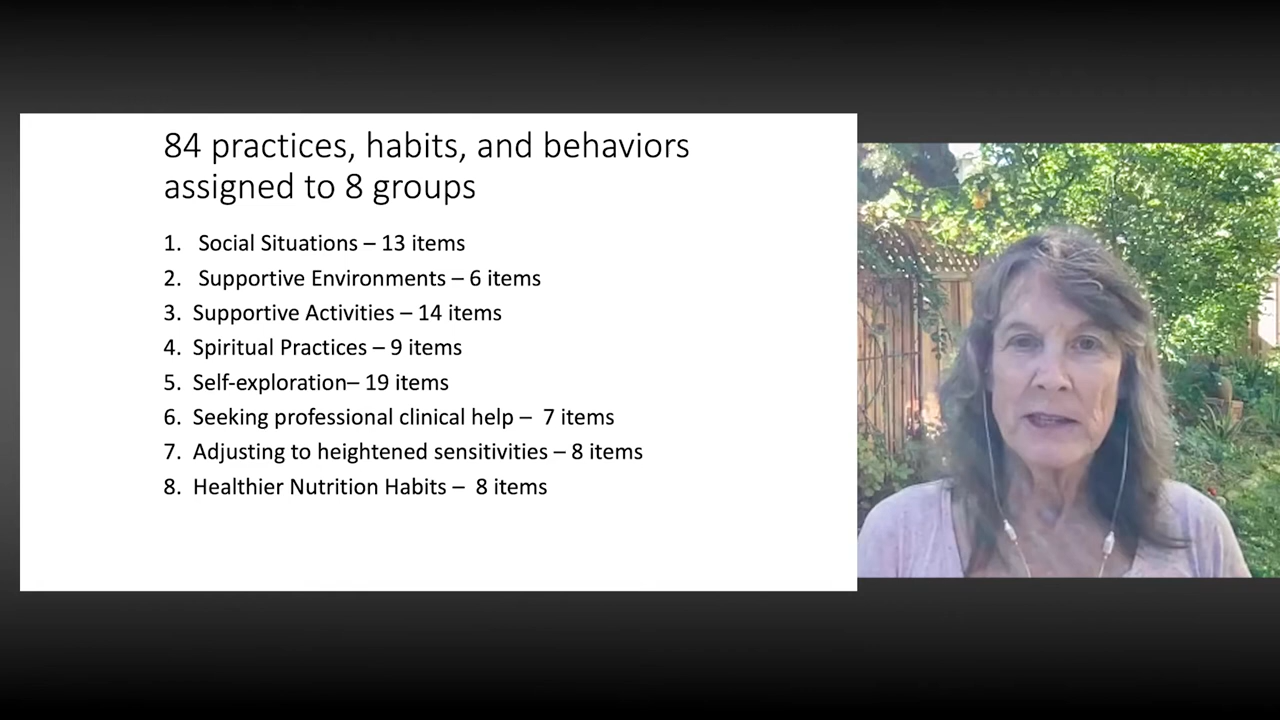 84 practices, habits, and behaviors
assigned to 8 groups
1. Social Situations – 13 items
2. Supportive Environments – 6 items
3. Supportive Activities – 14 items
4. Spiritual Practices – 9 items
5. Self-exploration– 19 items
6. Seeking professional clinical help – 7 items
7. Adjusting to heightened sensitivities – 8 items
8. Healthier Nutrition Habits – 8 items